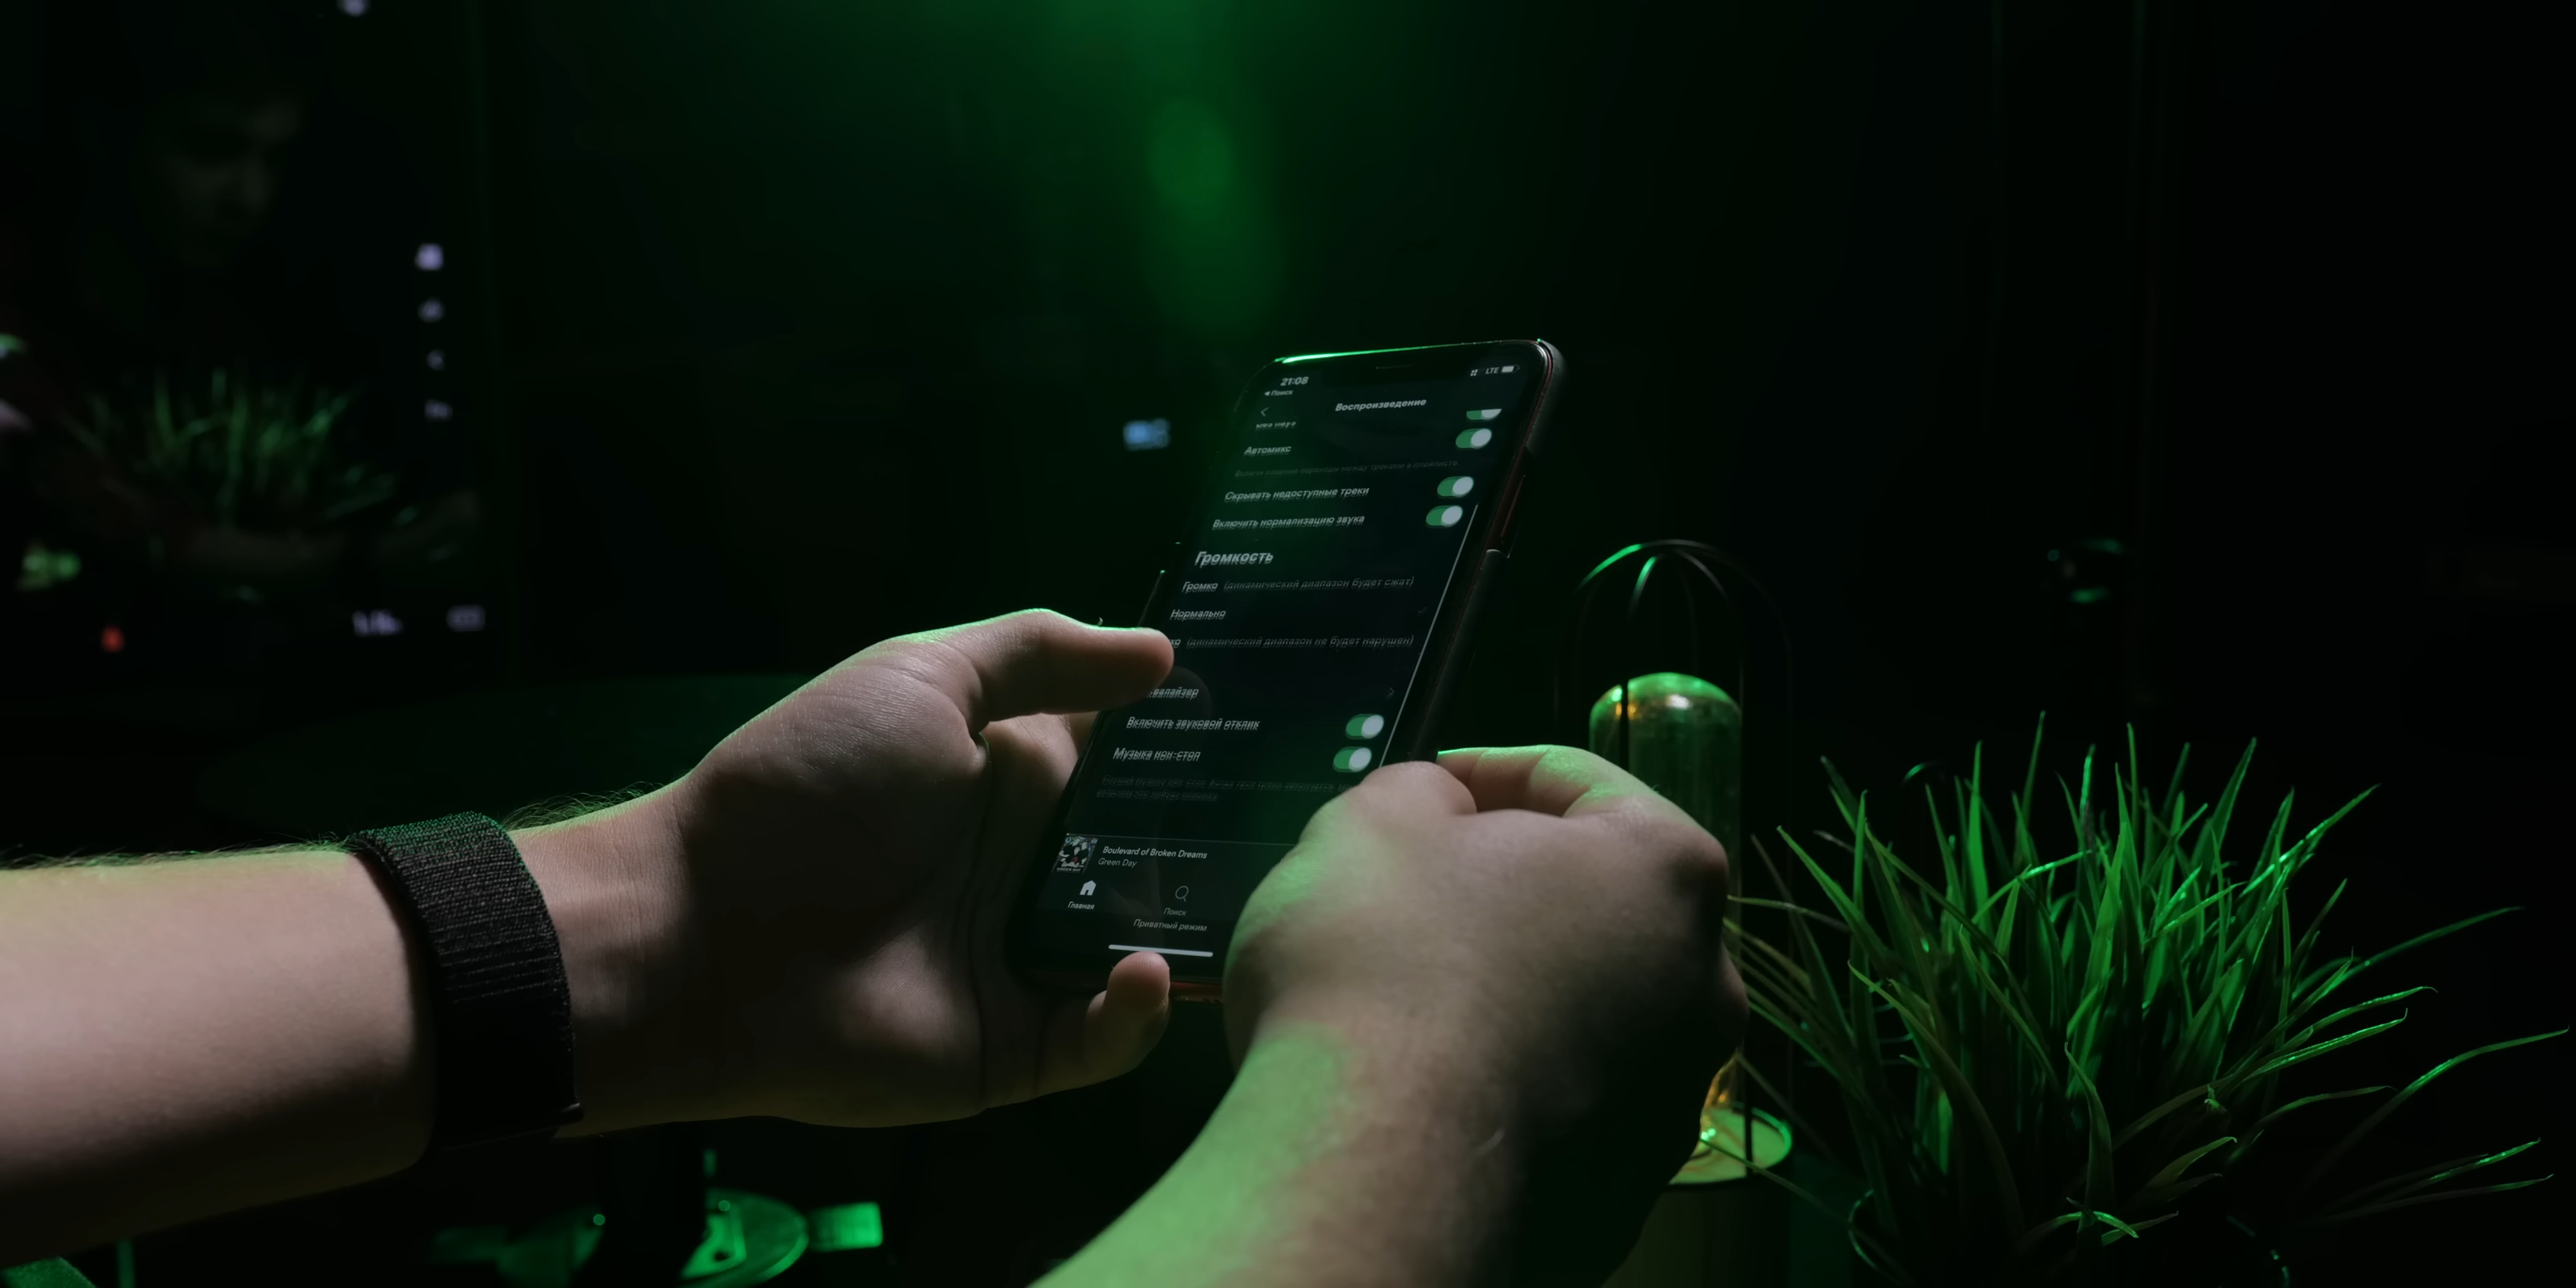 21:08
LTE
Поиск
Воспроизведение
Автомикс
Скрывать недоступные треки
Включить нормализацию звука
Громкость
Громко (динамический диапазон будет сжат)
Нормально
(динамический диапазон не будет нарушен)
Включить звуковой отклик
Музыка нон-стоп
Boulevard of Broken Dreams
Green Day
Главная
Поиск
Приватный режим